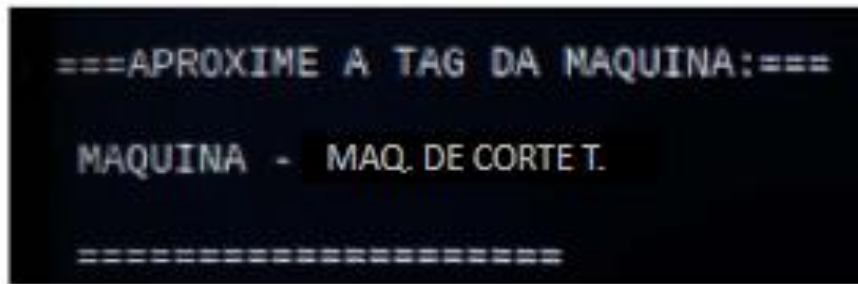 ===APROXIME A TAG DA MAQUINA:===
MAQUINA - MAQ. DE CORTE T.
======================